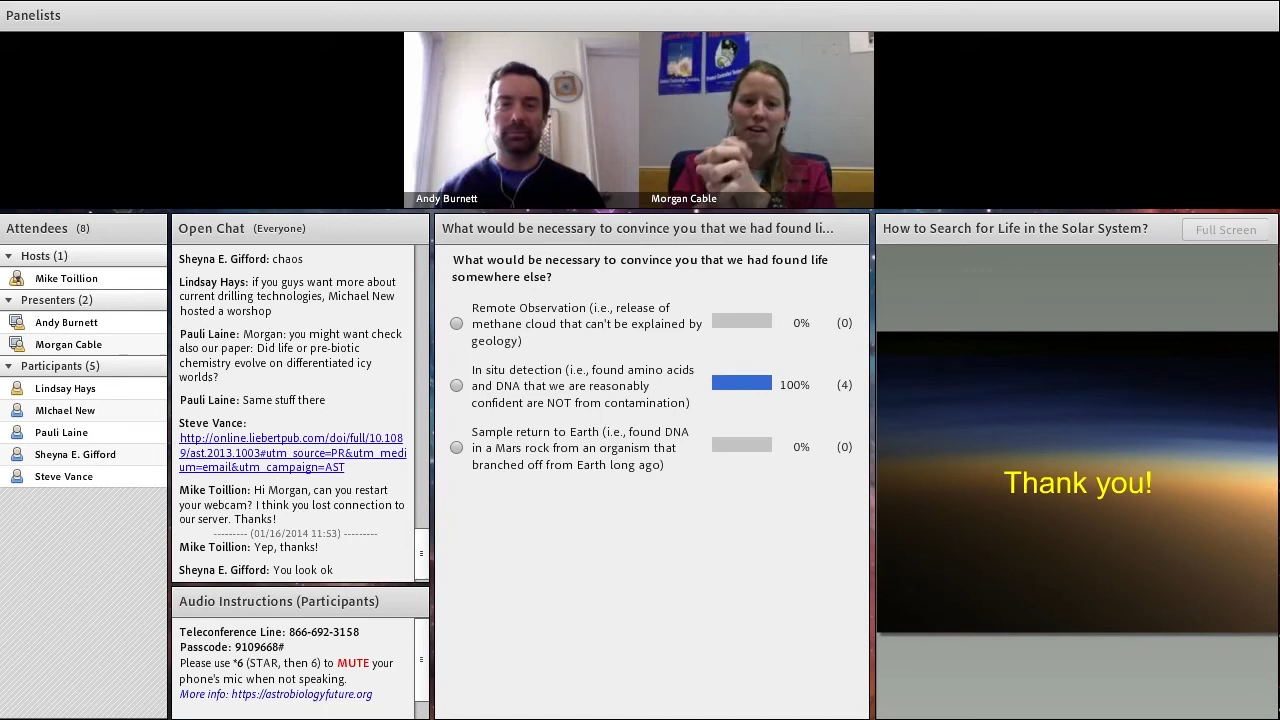 Panelists
Andy Burnett
Morgan Cable
Attendees (8)
Hosts (1)
Mike Toillion
Presenters (2)
Andy Burnett
Morgan Cable
Participants (5)
Lindsay Hays
MIchael New
Pauli Laine
Sheyna E. Gifford
Steve Vance
Open Chat (Everyone)
Sheyna E. Gifford: chaos
Lindsay Hays: if you guys want more about
current drilling technologies, Michael New
hosted a worshop
Pauli Laine: Morgan: you might want check
also our paper: Did life or pre-biotic
chemistry evolve on differentiated icy
worlds?
Pauli Laine: Same stuff there
Steve Vance:
http://online.liebertpub.com/doi/full/10.108
9/ast.2013.1003#utm_source=PR&utm_medi
um=email&utm_campaign=AST
Mike Toillion: Hi Morgan, can you restart
your webcam? I think you lost connection to
our server. Thanks!
--------- (01/16/2014 11:53) ---------
Mike Toillion: Yep, thanks!
Sheyna E. Gifford: You look ok
Audio Instructions (Participants)
Teleconference Line: 866-692-3158
Passcode: 9109668#
Please use *6 (STAR, then 6) to MUTE your
phone's mic when not speaking.
More info: https://astrobiologyfuture.org
What would be necessary to convince you that we had found li...
What would be necessary to convince you that we had found life
somewhere else?
Remote Observation (i.e., release of
methane cloud that can't be explained by
geology)
0% (0)
In situ detection (i.e., found amino acids
and DNA that we are reasonably
confident are NOT from contamination)
100% (4)
Sample return to Earth (i.e., found DNA
in a Mars rock from an organism that
branched off from Earth long ago)
0% (0)
How to Search for Life in the Solar System?
Full Screen
Thank you!